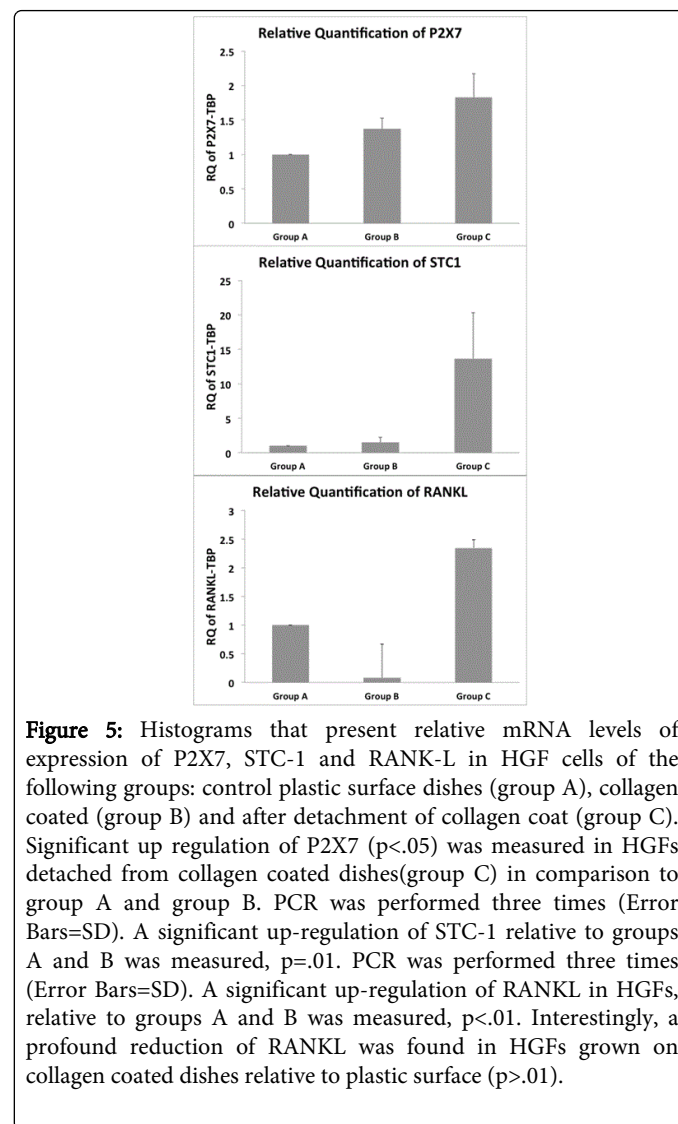 Relative Quantification of P2X7
2.5
2
1.5
1
0.5
0
RQ of P2X7-TBP
Group A Group B Group C
Relative Quantification of STC1
25
20
15
10
5
0
RQ of STC1-TBP
Group A Group B Group C
Relative Quantification of RANKL
3
2.5
2
1.5
1
0.5
0
RQ of RANKL-TBP
Group A Group B Group C
Figure 5: Histograms that present relative mRNA levels of
expression of P2X7, STC-1 and RANK-L in HGF cells of the
following groups: control plastic surface dishes (group A), collagen
coated (group B) and after detachment of collagen coat (group C).
Significant up regulation of P2X7 (p<.05) was measured in HGFs
detached from collagen coated dishes(group C) in comparison to
group A and group B. PCR was performed three times (Error
Bars=SD). A significant up-regulation of STC-1 relative to groups
A and B was measured, p=.01. PCR was performed three times
(Error Bars=SD). A significant up-regulation of RANKL in HGFs,
relative to groups A and B was measured, p<.01. Interestingly, a
profound reduction of RANKL was found in HGFs grown on
collagen coated dishes relative to plastic surface (p>.01).